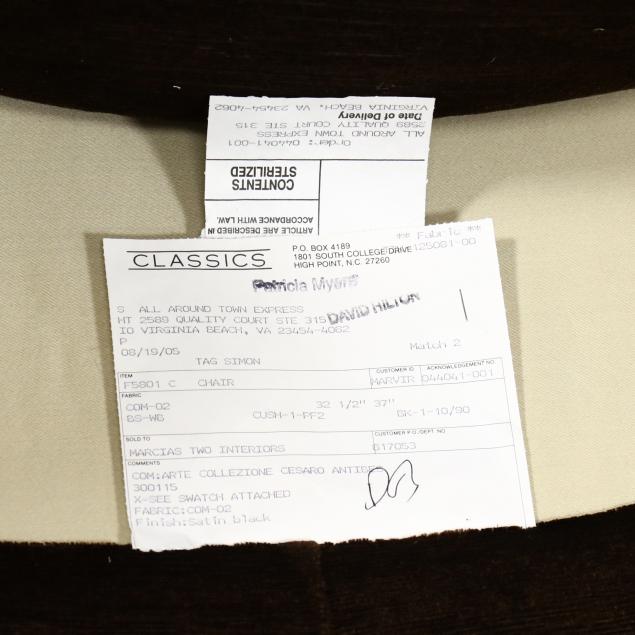 VIRGINIA BEACH, VA 23454-4062
Date of Delivery
2589 QUALITY COURT STE 315
ALL AROUND TOWN EXPRESS
Order: 044041-001
CONTENTS
STERILIZED
ARTICLE ARE DESCRIBED IN
ACCORDANCE WITH LAW.
** Fabric **
125081-00
CLASSICS
P.O. BOX 4189
1801 SOUTH COLLEGE DRIVE
HIGH POINT, N.C. 27260
Patricia Myers
S ALL AROUND TOWN EXPRESS
HT 2589 QUALITY COURT STE 315
DAVID HILTON
IO VIRGINIA BEACH, VA 23454-4062
P
08/19/05
Match 2
TAG SIMON
ITEM CUSTOMER ID ACKNOWLEDGEMENT NO.
F5801 C CHAIR MARVIR 044041-001
FABRIC
COM-02 32 1/2" 37"
BS-WB CUSH-1-PF2 GK-1-10/90
SOLD TO CUSTOMER P.O./DEPT. NO.
MARCIAS TWO INTERIORS G17053
COMMENTS
COM:ARTE COLLEZIONE CESARO ANTIGEE
300115
X-SEE SWATCH ATTACHED
FABRIC:COM-02
Finish:Satin black